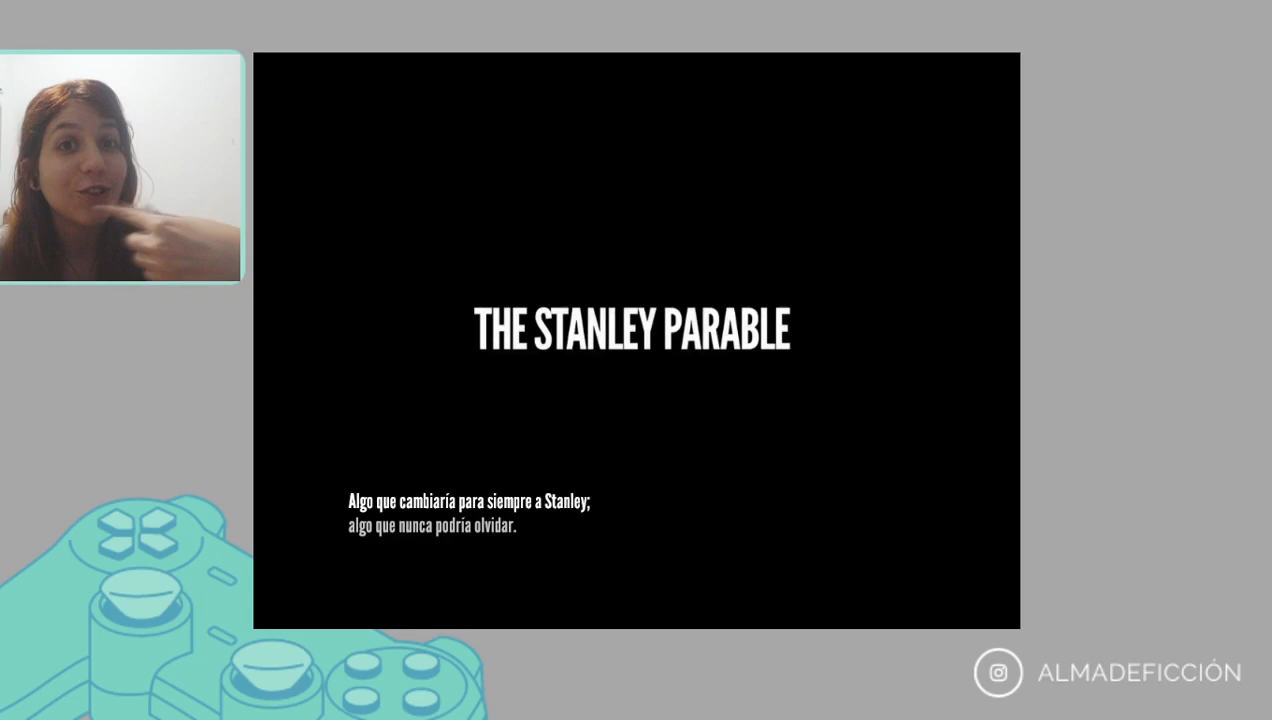 THE STANLEY PARABLE
Algo que cambiaría para siempre a Stanley;
algo que nunca podría olvidar.
ALMADEFICCIÓN